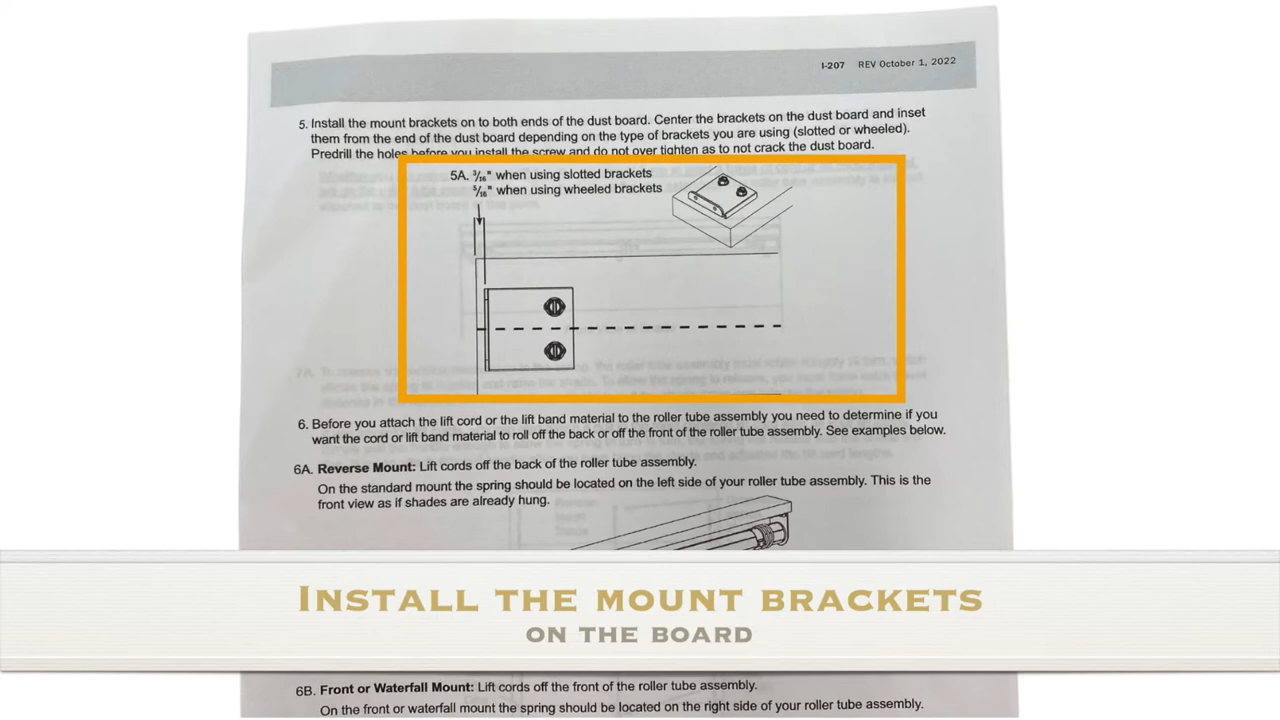 I-207 REV October 1, 2022
5. Install the mount brackets on to both ends of the dust board. Center the brackets on the dust board and inset
them from the end of the dust board depending on the type of brackets you are using (slotted or wheeled).
Predrill the holes before you install the screw and do not over tighten as to not crack the dust board.
5A. 3/16" when using slotted brackets
5/16" when using wheeled brackets
6. Before you attach the lift cord or the lift band material to the roller tube assembly you need to determine if you
want the cord or lift band material to roll off the back or off the front of the roller tube assembly. See examples below.
6A. Reverse Mount: Lift cords off the back of the roller tube assembly.
On the standard mount the spring should be located on the left side of your roller tube assembly. This is the
front view as if shades are already hung.
INSTALL THE MOUNT BRACKETS
ON THE BOARD
6B. Front or Waterfall Mount: Lift cords off the front of the roller tube assembly.
On the front or waterfall mount the spring should be located on the right side of your roller tube assembly.